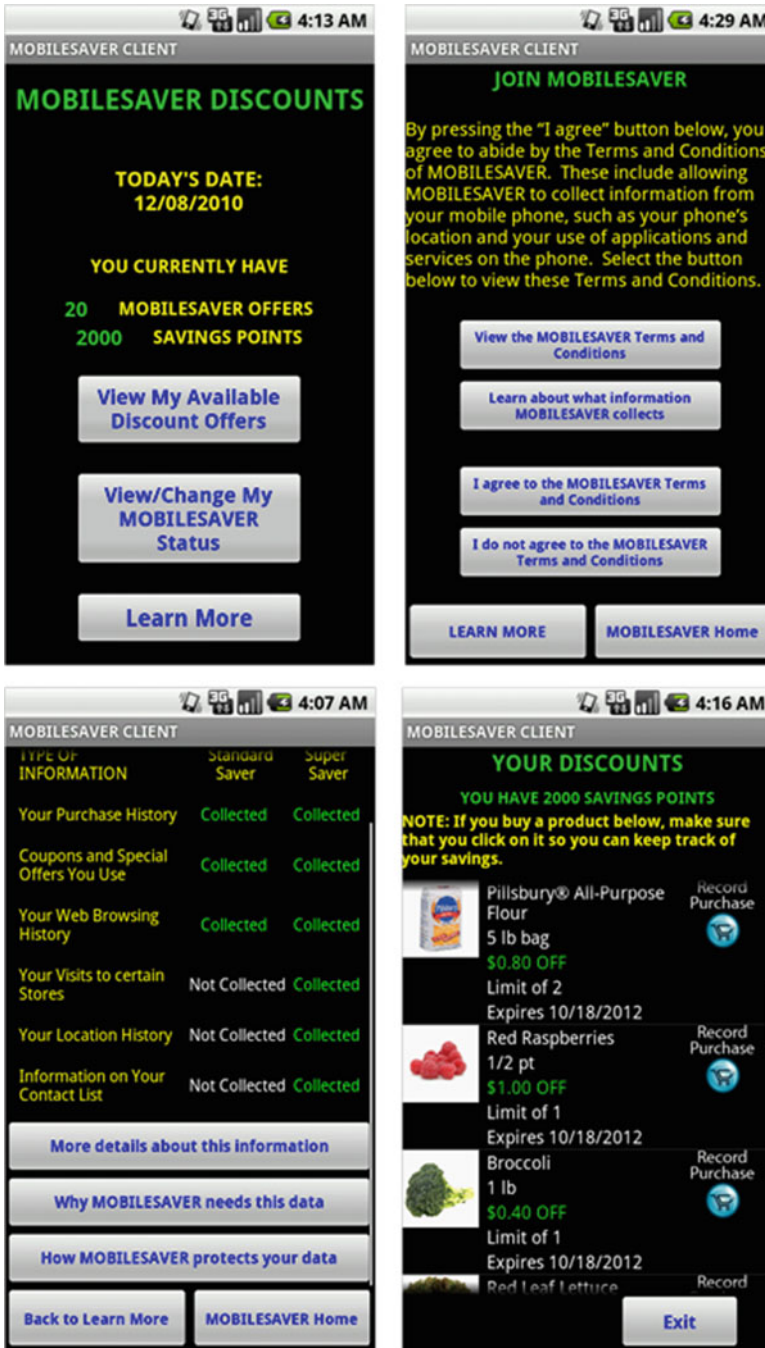 4:13 AM
MOBILESAVER CLIENT
MOBILESAVER DISCOUNTS
TODAY'S DATE:
12/08/2010
YOU CURRENTLY HAVE
20 MOBILESAVER OFFERS
2000 SAVINGS POINTS
View My Available
Discount Offers
View/Change My
MOBILESAVER
Status
Learn More
3G 4:29 AM
MOBILESAVER CLIENT
JOIN MOBILESAVER
By pressing the “I agree” button below, you
agree to abide by the Terms and Conditions
of MOBILESAVER. These include allowing
MOBILESAVER to collect information from
your mobile phone, such as your phone’s
location and your use of applications and
services on the phone. Select the button
below to view these Terms and Conditions.
View the MOBILESAVER Terms and
Conditions
Learn about what information
MOBILESAVER collects
I agree to the MOBILESAVER Terms
and Conditions
I do not agree to the MOBILESAVER
Terms and Conditions
LEARN MORE MOBILESAVER Home
3G 4:07 AM
MOBILESAVER CLIENT
TYPE OF Standard Super
INFORMATION Saver Saver
Your Purchase History Collected Collected
Coupons and Special
Offers You Use Collected Collected
Your Web Browsing
History Collected Collected
Your Visits to certain
Stores Not Collected Collected
Your Location History Not Collected Collected
Information on Your
Contact List Not Collected Collected
More details about this information
Why MOBILESAVER needs this data
How MOBILESAVER protects your data
Back to Learn More MOBILESAVER Home
3G 4:16 AM
MOBILESAVER CLIENT
YOUR DISCOUNTS
YOU HAVE 2000 SAVINGS POINTS
NOTE: If you buy a product below, make sure
that you click on it so you can keep track of
your savings.
Pillsbury® All-Purpose
Flour
5 lb bag
$0.80 OFF
Limit of 2
Expires 10/18/2012
Record
Purchase
Red Raspberries
1/2 pt
$1.00 OFF
Limit of 1
Expires 10/18/2012
Record
Purchase
Broccoli
1 lb
$0.40 OFF
Limit of 1
Expires 10/18/2012
Record
Purchase
Red Leaf Lettuce
Record
Exit